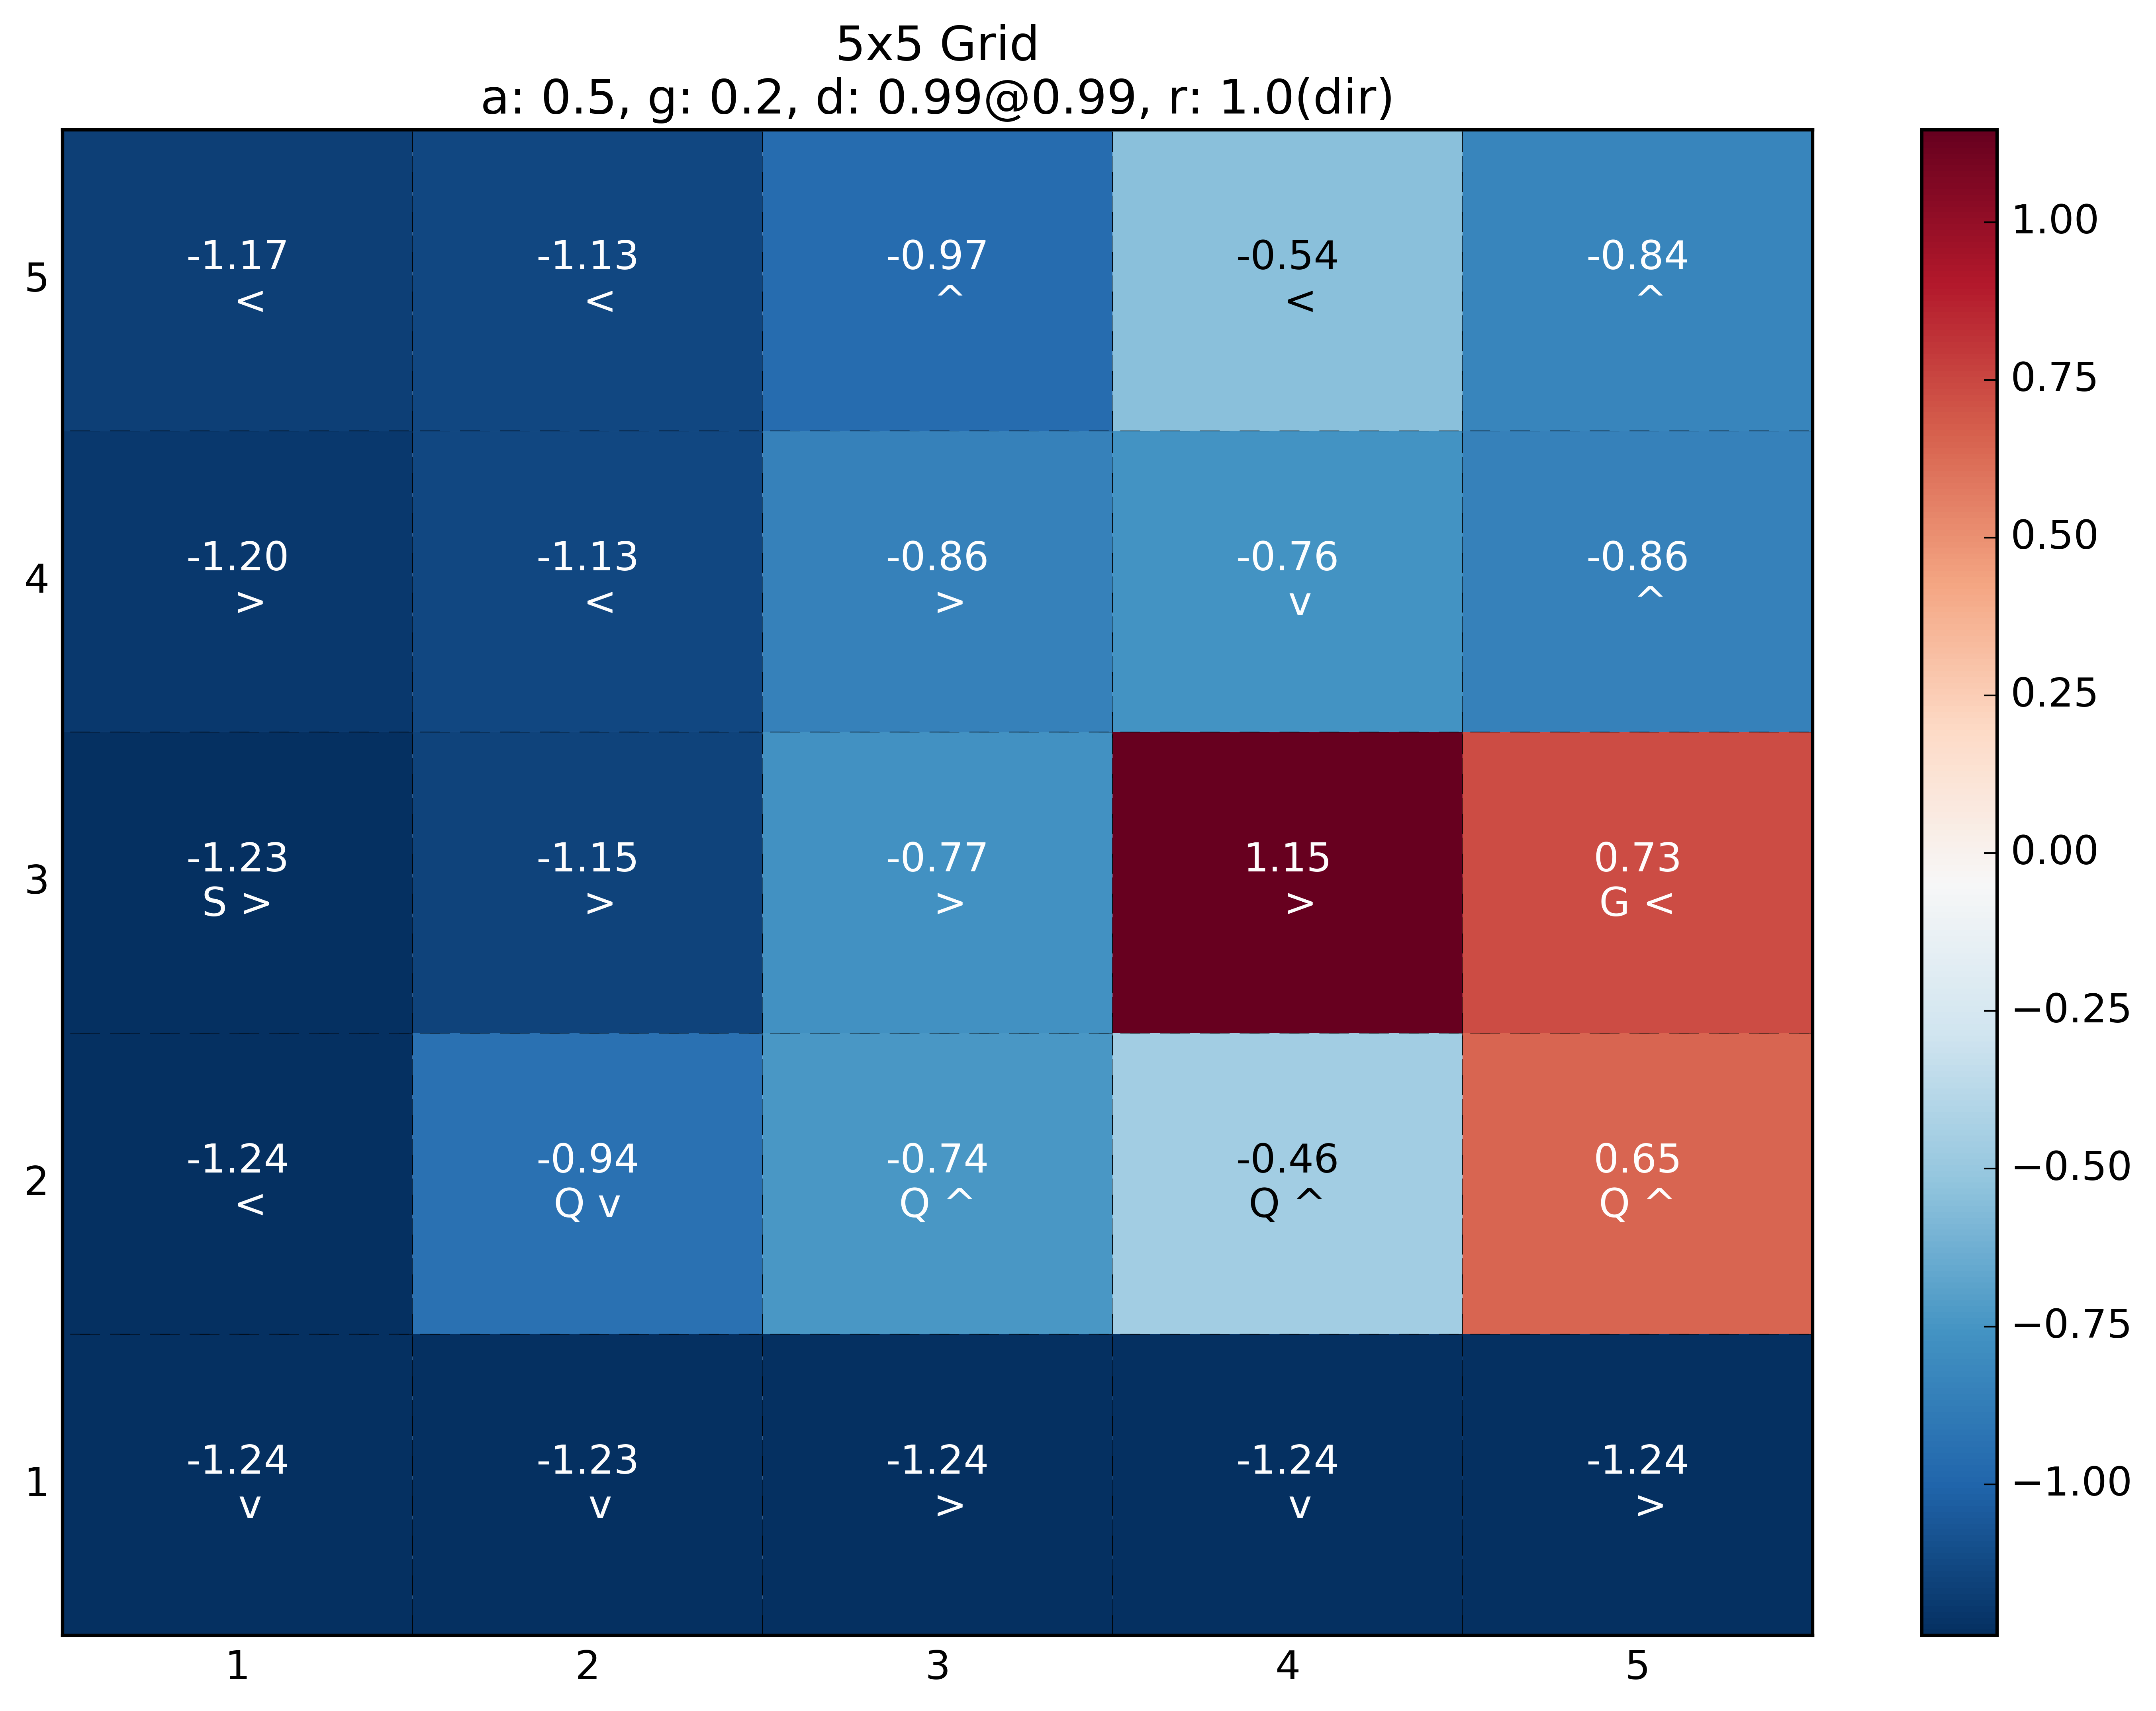 5x5 Grid
a: 0.5, g: 0.2, d: 0.99@0.99, r: 1.0(dir)
5 -1.17 -1.13 -0.97 -0.54 -0.84
< < ^ < ^
4 -1.20 -1.13 -0.86 -0.76 -0.86
> < > v ^
3 -1.23 -1.15 -0.77 1.15 0.73
S > > > > G <
2 -1.24 -0.94 -0.74 -0.46 0.65
< Q v Q ^ Q ^ Q ^
1 -1.24 -1.23 -1.24 -1.24 -1.24
v v > v >
1 2 3 4 5
1.00
0.75
0.50
0.25
0.00
−0.25
−0.50
−0.75
−1.00